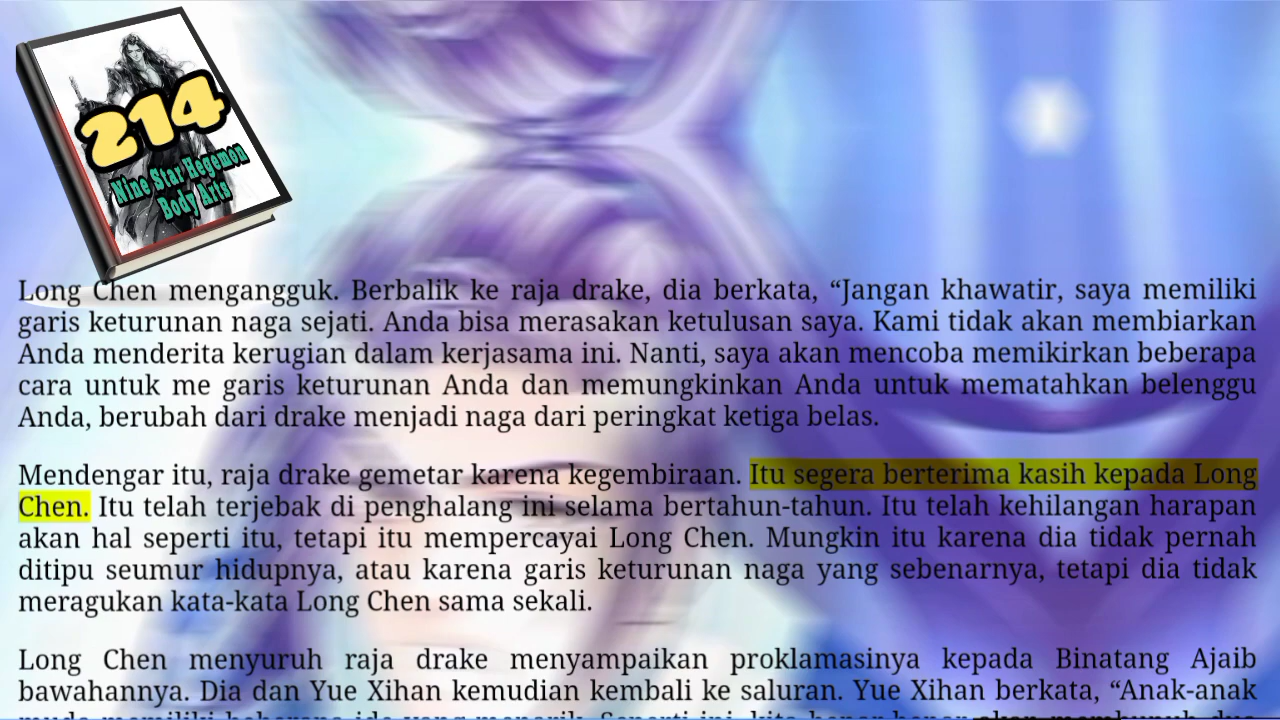 214
Nine Star Hegemon
Body Arts
Long Chen mengangguk. Berbalik ke raja drake, dia berkata, “Jangan khawatir, saya memiliki
garis keturunan naga sejati. Anda bisa merasakan ketulusan saya. Kami tidak akan membiarkan
Anda menderita kerugian dalam kerjasama ini. Nanti, saya akan mencoba memikirkan beberapa
cara untuk me garis keturunan Anda dan memungkinkan Anda untuk mematahkan belenggu
Anda, berubah dari drake menjadi naga dari peringkat ketiga belas.
Mendengar itu, raja drake gemetar karena kegembiraan. Itu segera berterima kasih kepada Long
Chen. Itu telah terjebak di penghalang ini selama bertahun-tahun. Itu telah kehilangan harapan
akan hal seperti itu, tetapi itu mempercayai Long Chen. Mungkin itu karena dia tidak pernah
ditipu seumur hidupnya, atau karena garis keturunan naga yang sebenarnya, tetapi dia tidak
meragukan kata-kata Long Chen sama sekali.
Long Chen menyuruh raja drake menyampaikan proklamasinya kepada Binatang Ajaib
bawahannya. Dia dan Yue Xihan kemudian kembali ke saluran. Yue Xihan berkata, “Anak-anak